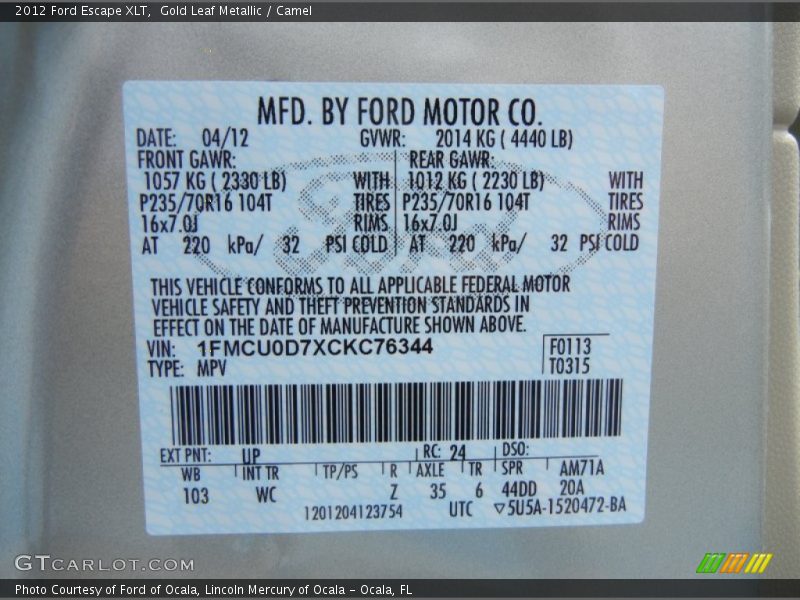 2012 Ford Escape XLT, Gold Leaf Metallic / Camel
MFD. BY FORD MOTOR CO.
DATE: 04/12 GVWR: 2014 KG ( 4440 LB)
FRONT GAWR: REAR GAWR:
1057 KG ( 2330 LB) WITH 1012 KG ( 2230 LB) WITH
P235/70R16 104T TIRES P235/70R16 104T TIRES
16x7.0J RIMS 16x7.0J RIMS
AT 220 kPa/ 32 PSI COLD AT 220 kPa/ 32 PSI COLD
THIS VEHICLE CONFORMS TO ALL APPLICABLE FEDERAL MOTOR
VEHICLE SAFETY AND THEFT PREVENTION STANDARDS IN
EFFECT ON THE DATE OF MANUFACTURE SHOWN ABOVE.
VIN: 1FMCU0D7XCKC76344 F0113
TYPE: MPV T0315
EXT PNT: UP RC: 24 DSO:
WB INT TR TP/PS R AXLE TR SPR AM71A
103 WC Z 35 6 44DD 20A
1201204123754 UTC ▽5U5A-1520472-BA
GTCARLOT.COM
Photo Courtesy of Ford of Ocala, Lincoln Mercury of Ocala – Ocala, FL